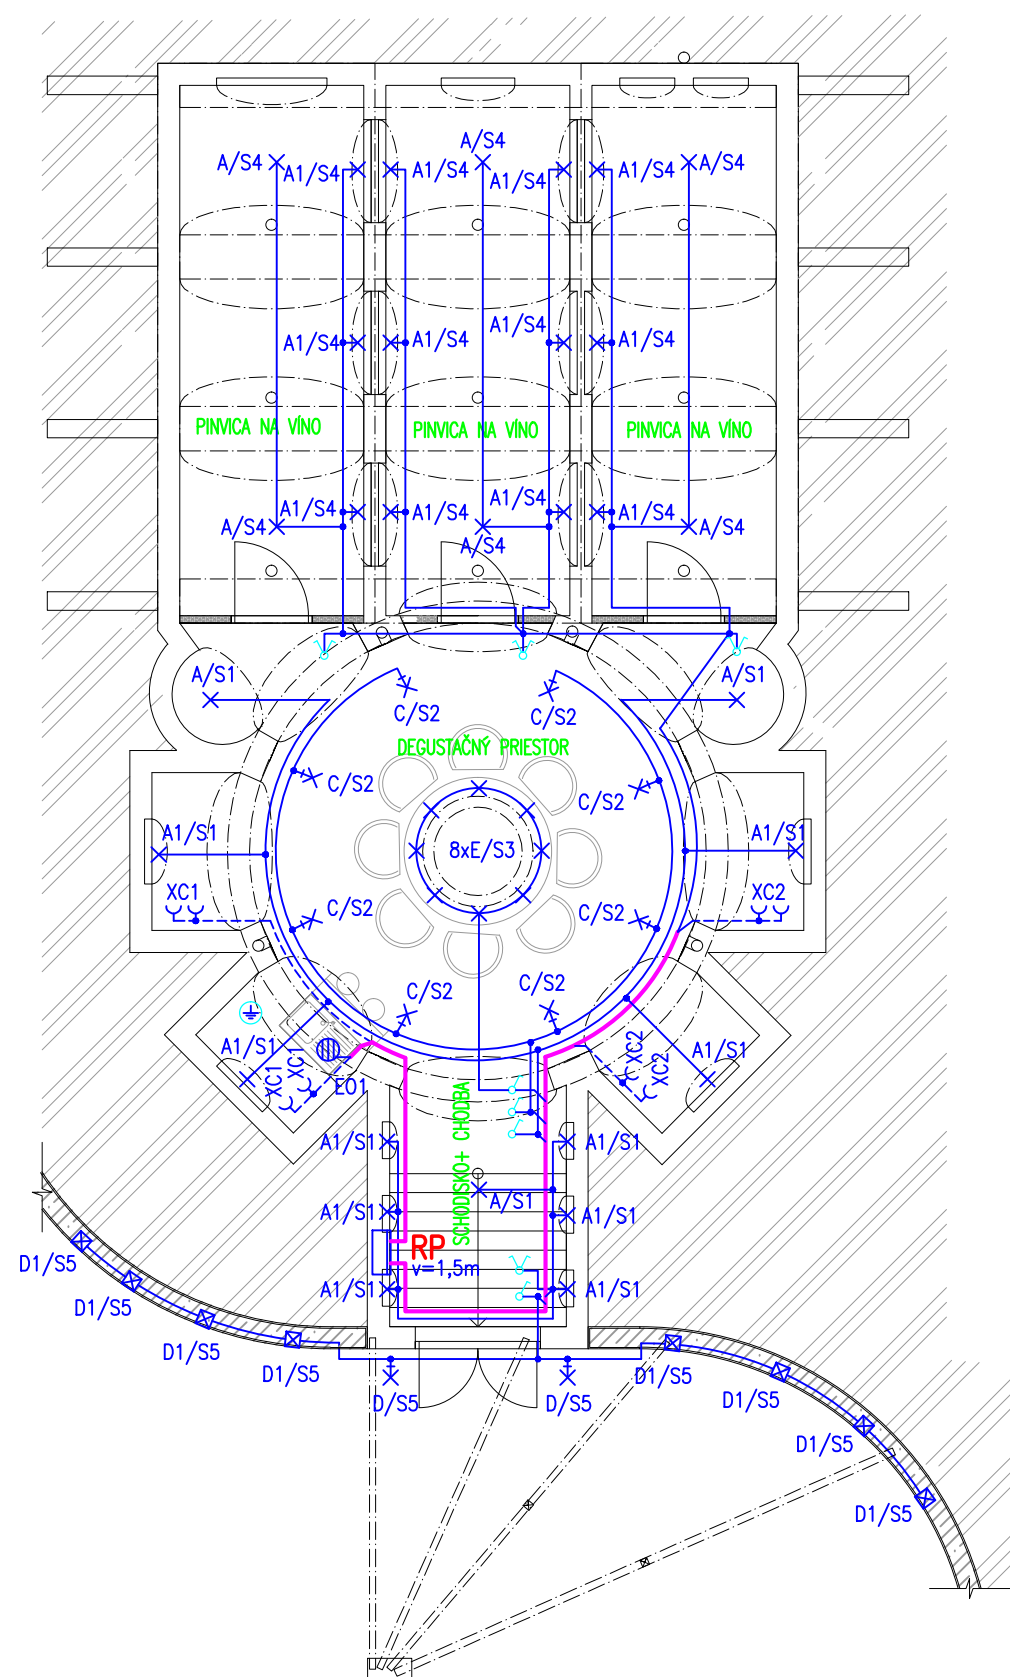 A/S4
A/S4 A1/S4 A1/S4 A1/S4 A1/S4 A/S4
A1/S4 A1/S4 A1/S4 A1/S4
PINVICA NA VÍNO PINVICA NA VÍNO PINVICA NA VÍNO
A1/S4 A1/S4 A1/S4 A1/S4
A/S4 A/S4 A/S4
A/S1 A/S1
C/S2 C/S2
DEGUSTAČNÝ PRIESTOR
C/S2 C/S2
A1/S1 8xE/S3 A1/S1
XC1 XC2
C/S2 C/S2
C/S2 C/S2
A1/S1 A1/S1
XC1 XC1 XC2 XC2
EO1
SCHODISKO+ CHODBA
A1/S1 A1/S1
A/S1
A1/S1 A1/S1
RP
v=1,5m
A1/S1 A1/S1
D1/S5
D1/S5
D1/S5
D1/S5
D/S5 D/S5
D1/S5
D1/S5
D1/S5
D1/S5